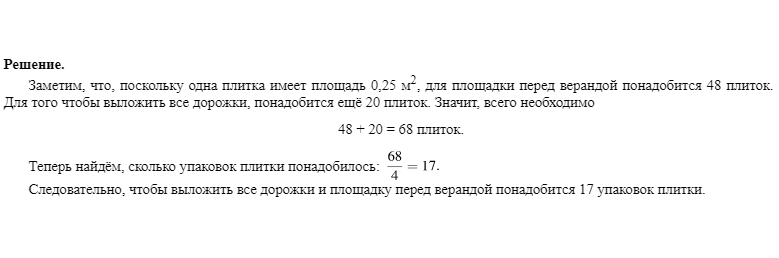 Решение.
Заметим, что, поскольку одна плитка имеет площадь 0,25 м², для площадки перед верандой понадобится 48 плиток.
Для того чтобы выложить все дорожки, понадобится ещё 20 плиток. Значит, всего необходимо
48 + 20 = 68 плиток.
Теперь найдём, сколько упаковок плитки понадобилось: 68/4 = 17.
Следовательно, чтобы выложить все дорожки и площадку перед верандой понадобится 17 упаковок плитки.